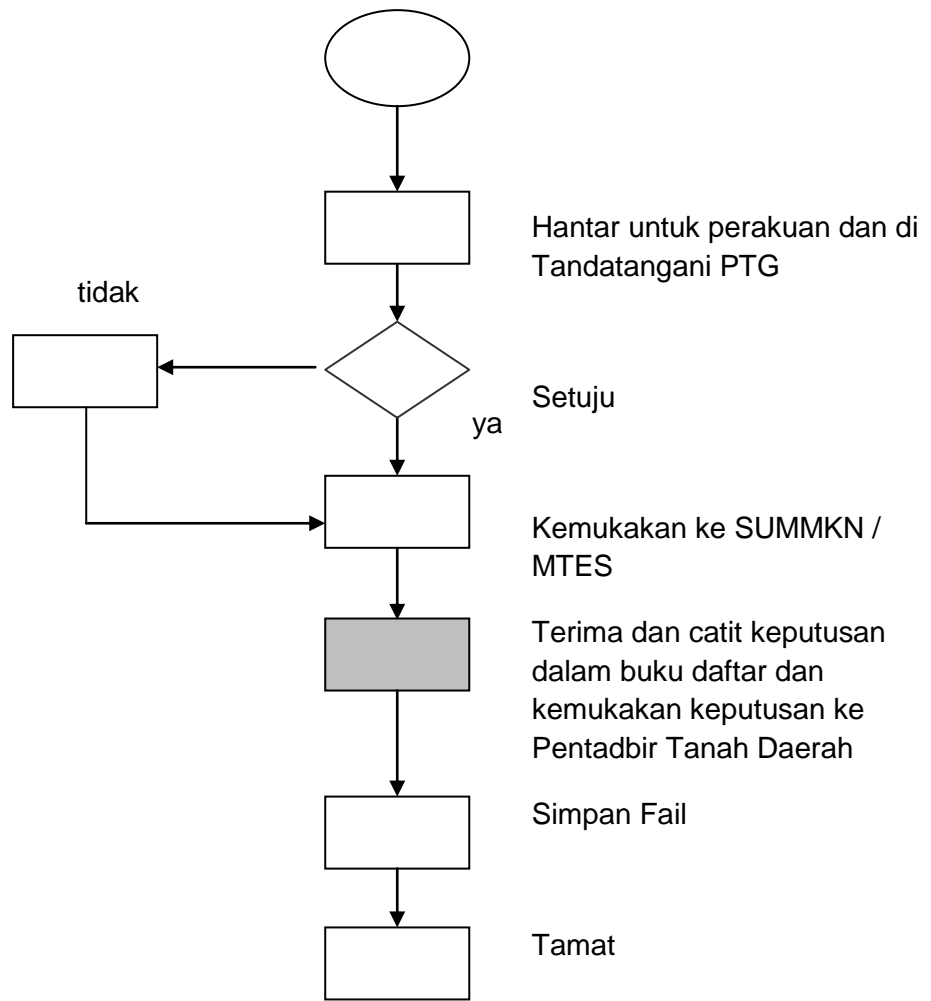 Hantar untuk perakuan dan di
Tandatangani PTG
tidak
Setuju
ya
Kemukakan ke SUMMKN /
MTES
Terima dan catit keputusan
dalam buku daftar dan
kemukakan keputusan ke
Pentadbir Tanah Daerah
Simpan Fail
Tamat